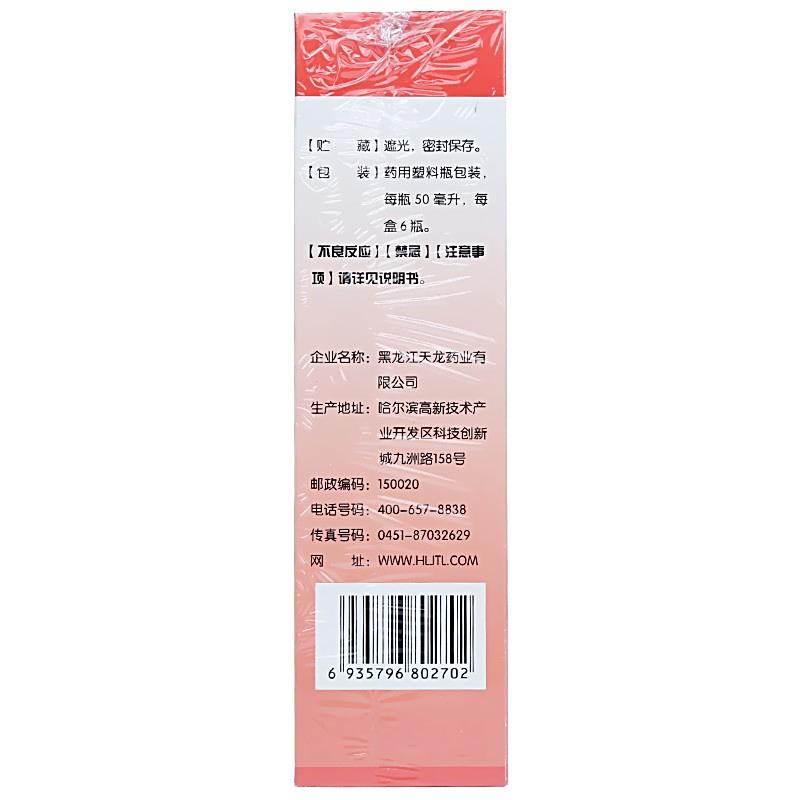 【贮　　藏】遮光，密封保存。
【包　　装】药用塑料瓶包装，
每瓶 50 毫升，每
盒 6 瓶。
【不良反应】【禁忌】【注意事
项】请详见说明书。
企业名称：黑龙江天龙药业有
限公司
生产地址：哈尔滨高新技术产
业开发区科技创新
城九洲路158号
邮政编码：150020
电话号码：400-657-8838
传真号码：0451-87032629
网　　址：WWW.HLJTL.COM
6 935796 802702